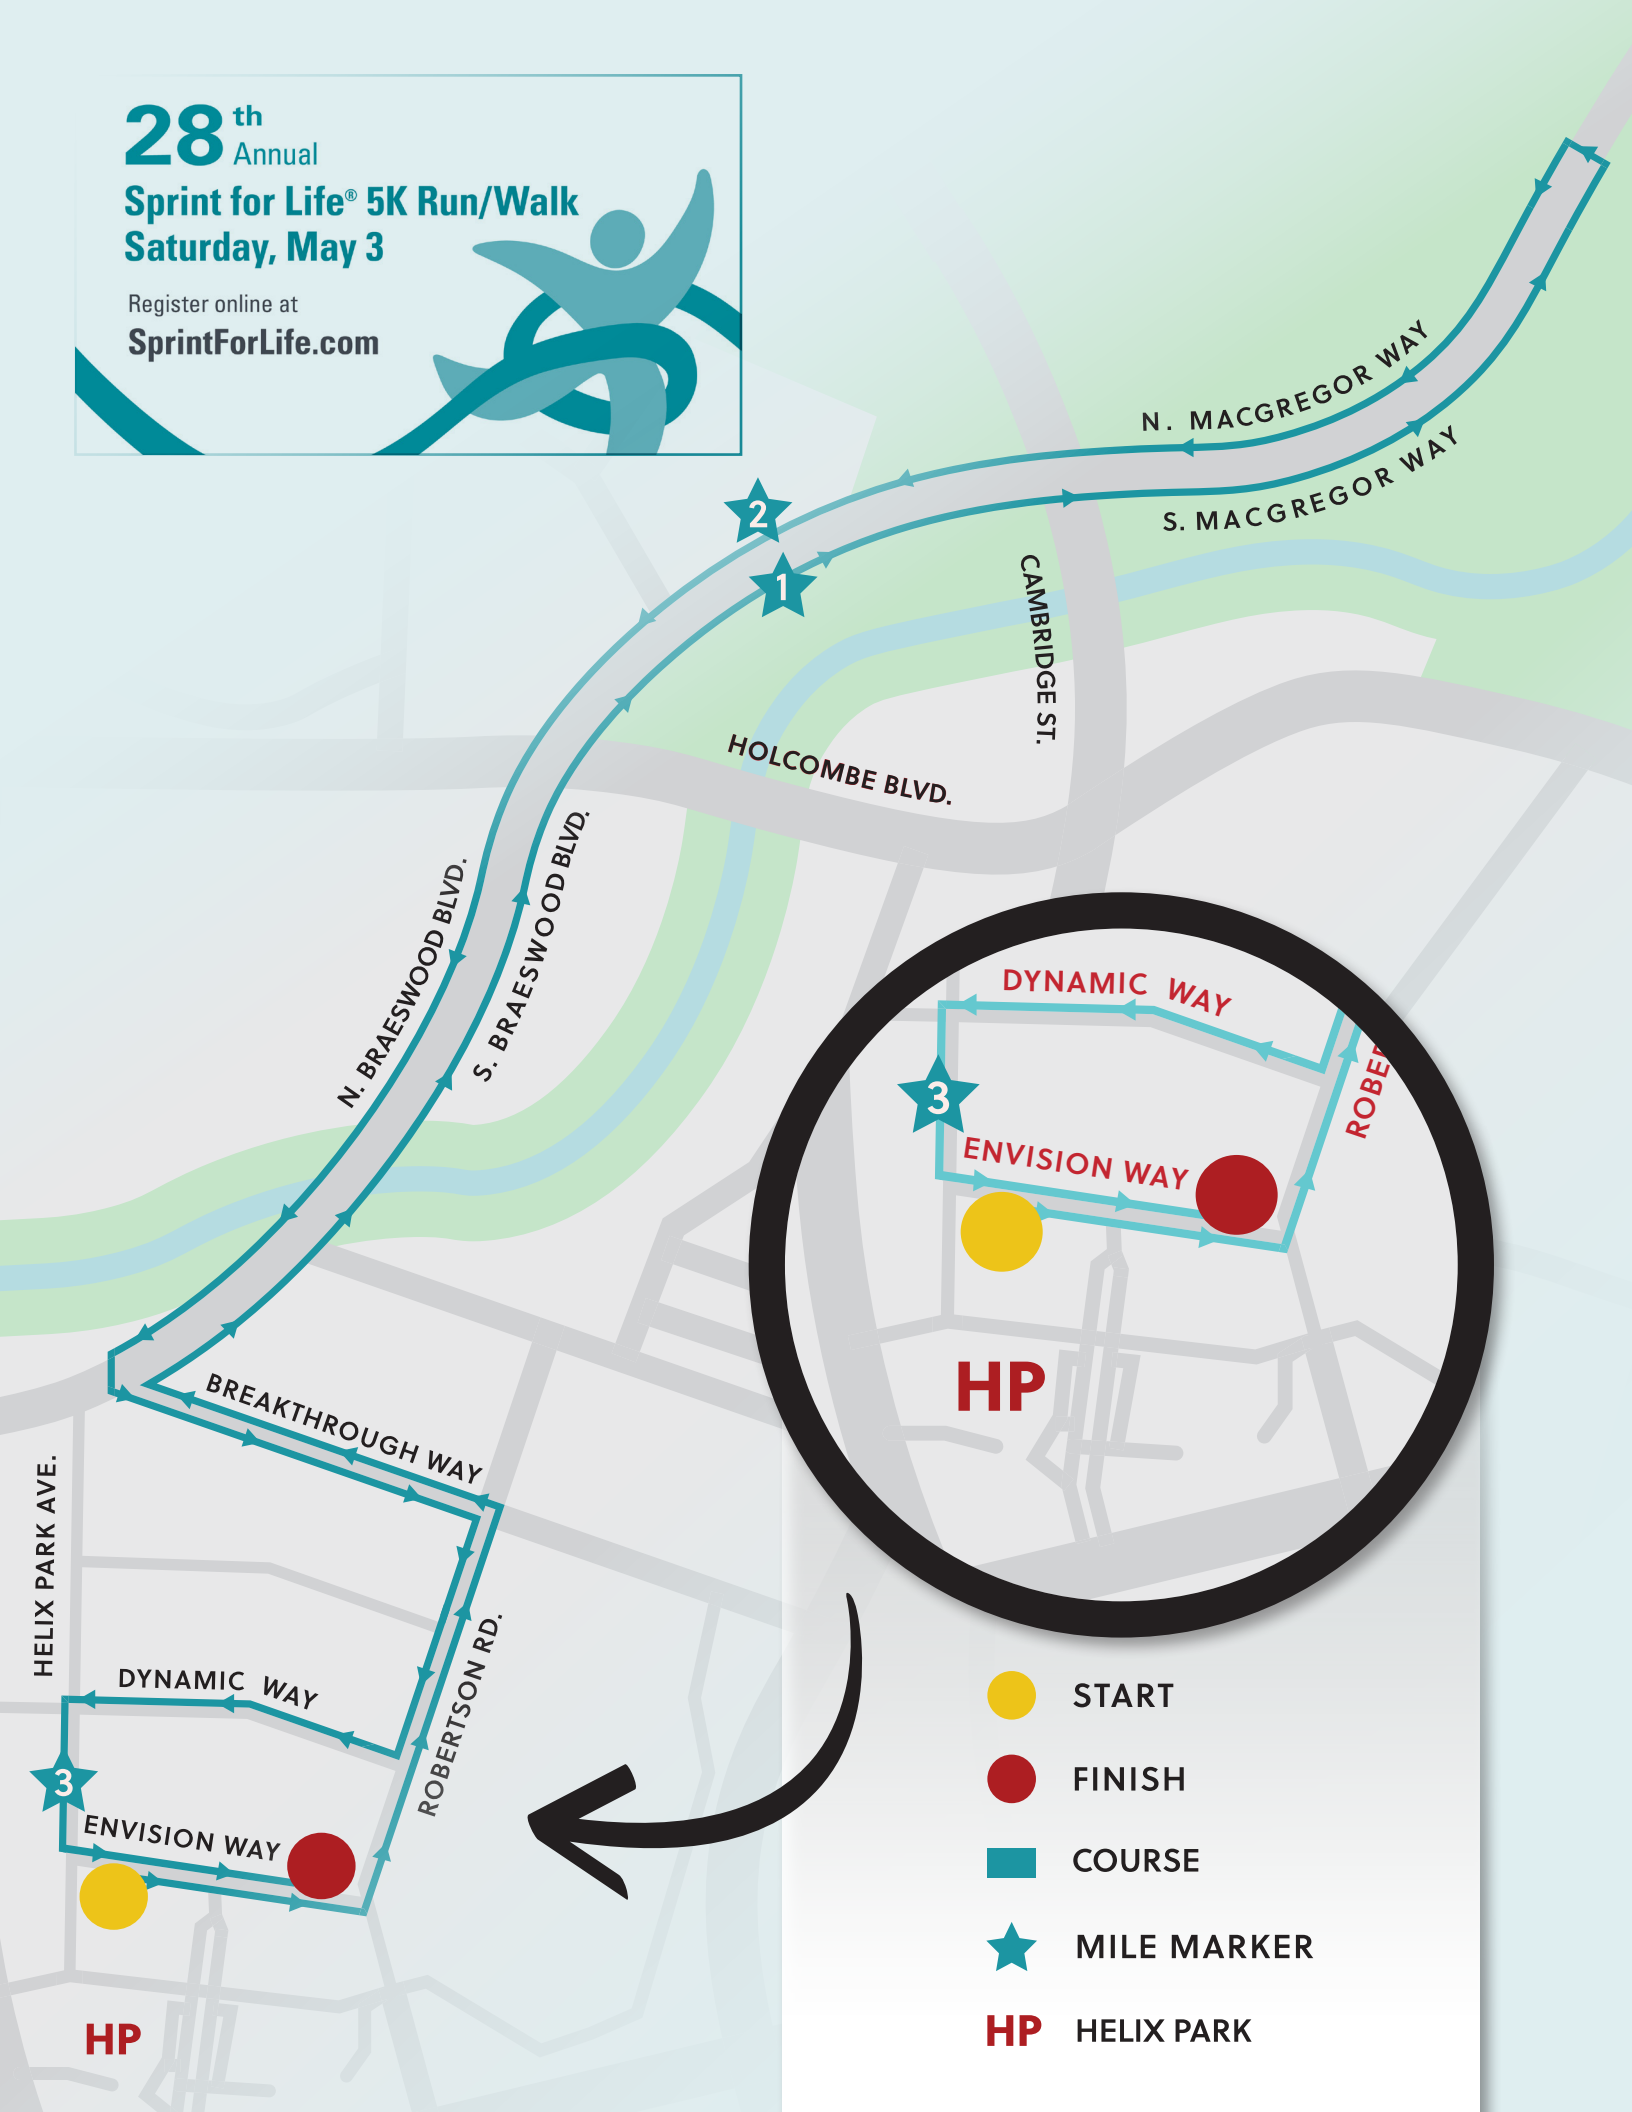 28th
Annual
Sprint for Life® 5K Run/Walk
Saturday, May 3
Register online at
SprintForLife.com
N. MACGREGOR WAY
S. MACGREGOR WAY
2
1
CAMBRIDGE ST.
HOLCOMBE BLVD.
N. BRAESWOOD BLVD.
S. BRAESWOOD BLVD.
DYNAMIC WAY
ROBER
3
ENVISION WAY
HP
BREAKTHROUGH WAY
HELIX PARK AVE.
ROBERTSON RD.
DYNAMIC WAY
3
ENVISION WAY
HP
START
FINISH
COURSE
MILE MARKER
HP HELIX PARK